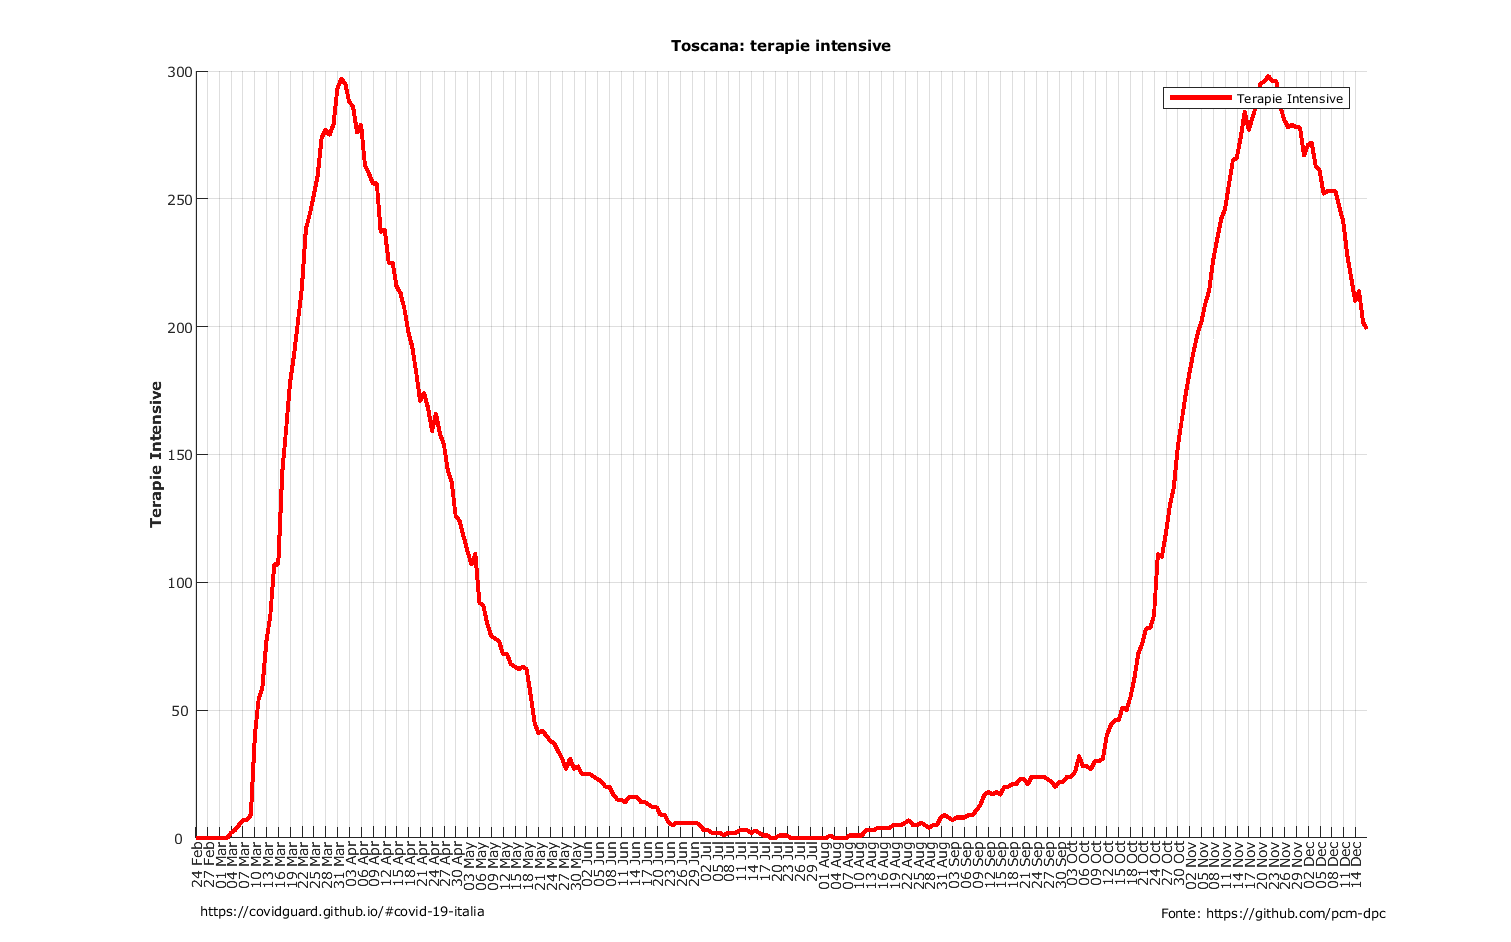 Toscana: terapie intensive
Terapie Intensive
300
250
200
150
100
50
0
Terapie Intensive
24 Feb
27 Feb
01 Mar
04 Mar
07 Mar
10 Mar
13 Mar
16 Mar
19 Mar
22 Mar
25 Mar
28 Mar
31 Mar
03 Apr
06 Apr
09 Apr
12 Apr
15 Apr
18 Apr
21 Apr
24 Apr
27 Apr
30 Apr
03 May
06 May
09 May
12 May
15 May
18 May
21 May
24 May
27 May
30 May
02 Jun
05 Jun
08 Jun
11 Jun
14 Jun
17 Jun
20 Jun
23 Jun
26 Jun
29 Jun
02 Jul
05 Jul
08 Jul
11 Jul
14 Jul
17 Jul
20 Jul
23 Jul
26 Jul
29 Jul
01 Aug
04 Aug
07 Aug
10 Aug
13 Aug
16 Aug
19 Aug
22 Aug
25 Aug
28 Aug
31 Aug
03 Sep
06 Sep
09 Sep
12 Sep
15 Sep
18 Sep
21 Sep
24 Sep
27 Sep
30 Sep
03 Oct
06 Oct
09 Oct
12 Oct
15 Oct
18 Oct
21 Oct
24 Oct
27 Oct
30 Oct
02 Nov
05 Nov
08 Nov
11 Nov
14 Nov
17 Nov
20 Nov
23 Nov
26 Nov
29 Nov
02 Dec
05 Dec
08 Dec
11 Dec
14 Dec
https://covidguard.github.io/#covid-19-italia
Fonte: https://github.com/pcm-dpc